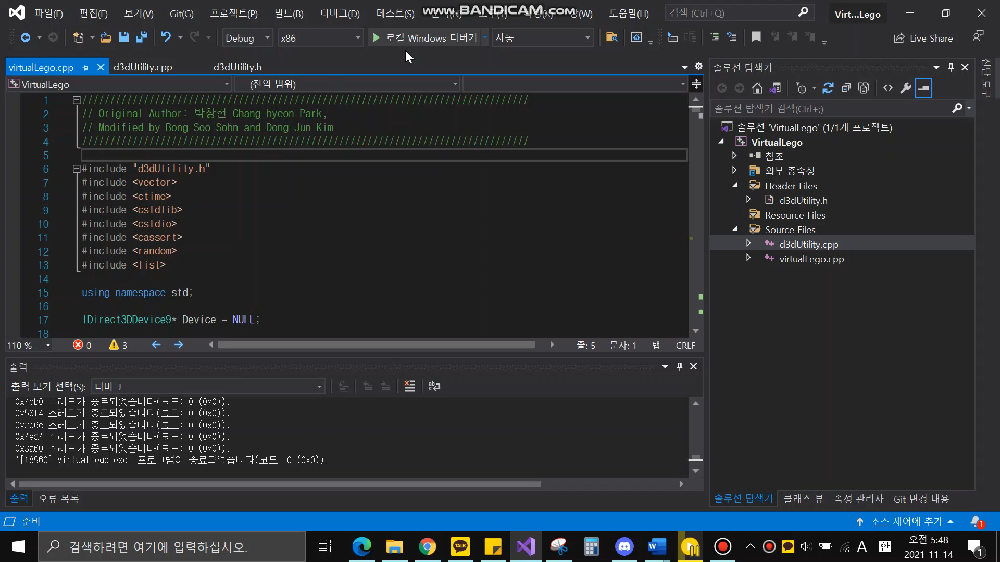 파일(F) 편집(E) 보기(V) Git(G) 프로젝트(P) 빌드(B) 디버그(D) 테스트(S) 도움말(H) 검색 (Ctrl+Q) Virt...Lego
www.BANDICAM.com
Debug x86 로컬 Windows 디버거 자동 Live Share
virtualLego.cpp d3dUtility.cpp d3dUtility.h
VirtualLego (전역 범위)
1 ////////////////////////////////////////////////////////////////////////////////
2 // Original Author: 박창현 Chang-hyeon Park,
3 // Modified by Bong-Soo Sohn and Dong-Jun Kim
4 ////////////////////////////////////////////////////////////////////////////////
5
6 #include "d3dUtility.h"
7 #include <vector>
8 #include <ctime>
9 #include <cstdlib>
10 #include <cstdio>
11 #include <cassert>
12 #include <random>
13 #include <list>
14
15 using namespace std;
16
17 IDirect3DDevice9* Device = NULL;
18
110 % 0 3 줄: 5 문자: 1 탭 CRLF
출력
출력 보기 선택(S): 디버그
0x4db0 스레드가 종료되었습니다(코드: 0 (0x0)).
0x53f4 스레드가 종료되었습니다(코드: 0 (0x0)).
0x2d6c 스레드가 종료되었습니다(코드: 0 (0x0)).
0x4ea4 스레드가 종료되었습니다(코드: 0 (0x0)).
0x3a60 스레드가 종료되었습니다(코드: 0 (0x0)).
'[18960] VirtualLego.exe' 프로그램이 종료되었습니다(코드: 0 (0x0)).
출력 오류 목록
솔루션 탐색기
솔루션 탐색기 검색(Ctrl+;)
솔루션 'VirtualLego' (1/1개 프로젝트)
VirtualLego
참조
외부 종속성
Header Files
d3dUtility.h
Resource Files
Source Files
d3dUtility.cpp
virtualLego.cpp
솔루션 탐색기 클래스 뷰 속성 관리자 Git 변경 내용
진단 도구
준비 소스 제어에 추가 1
검색하려면 여기에 입력하십시오.
TALK
A 한
오전 5:48
2021-11-14
1